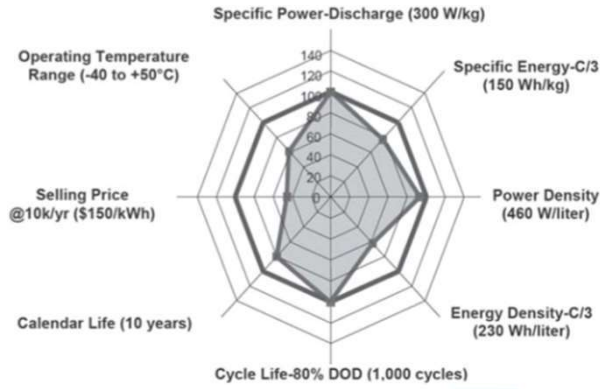 Specific Power-Discharge (300 W/kg)
Operating Temperature
Range (-40 to +50°C)
Specific Energy-C/3
(150 Wh/kg)
140
120
100
80
60
40
20
0
Selling Price
@10k/yr ($150/kWh)
Power Density
(460 W/liter)
Calendar Life (10 years)
Energy Density-C/3
(230 Wh/liter)
Cycle Life-80% DOD (1,000 cycles)